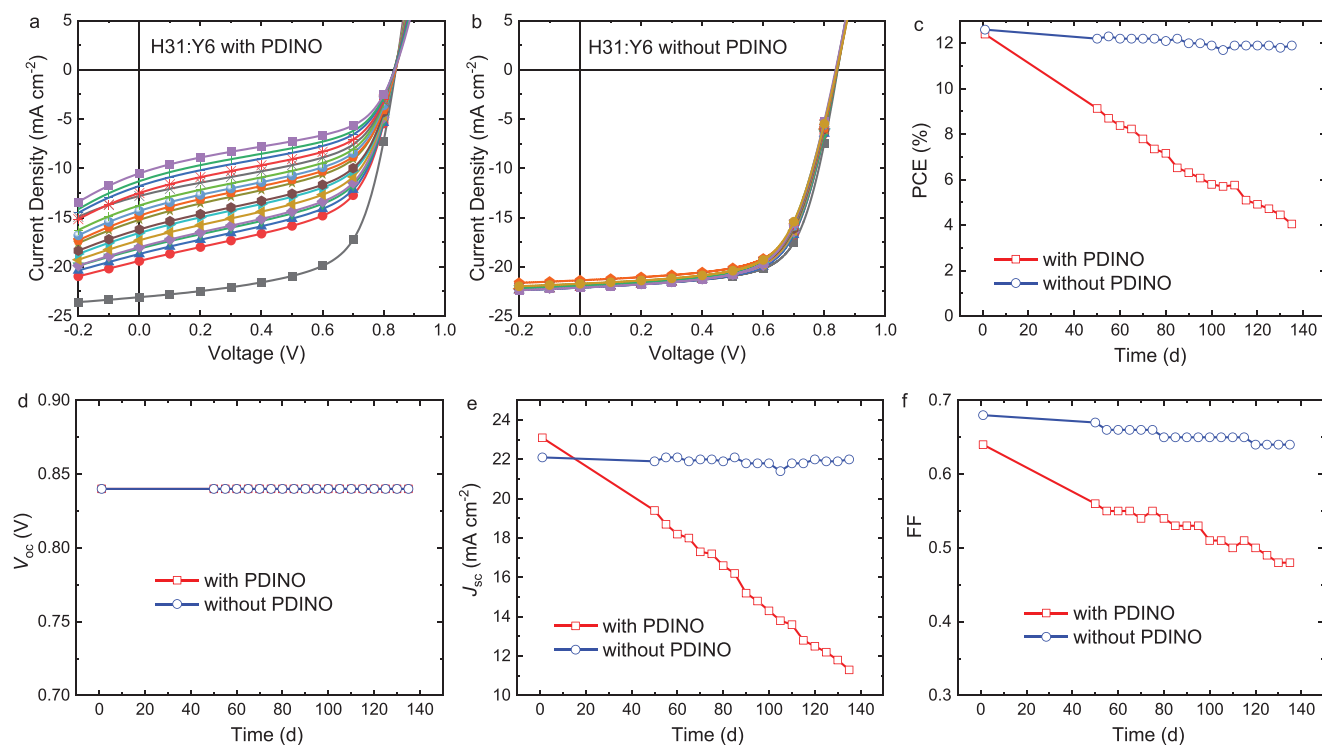 a
H31:Y6 with PDINO
5
0
-5
-10
-15
-20
-25
Current Density (mA cm⁻²)
-0.2 0.0 0.2 0.4 0.6 0.8 1.0
Voltage (V)
b
H31:Y6 without PDINO
5
0
-5
-10
-15
-20
-25
Current Density (mA cm⁻²)
-0.2 0.0 0.2 0.4 0.6 0.8 1.0
Voltage (V)
c
12
10
8
6
4
2
0
PCE (%)
with PDINO
without PDINO
0 20 40 60 80 100 120 140
Time (d)
d
0.90
0.85
0.80
0.75
0.70
Voc (V)
with PDINO
without PDINO
0 20 40 60 80 100 120 140
Time (d)
e
24
22
20
18
16
14
12
10
Jsc (mA cm⁻²)
with PDINO
without PDINO
0 20 40 60 80 100 120 140
Time (d)
f
0.7
0.6
0.5
0.4
0.3
FF
with PDINO
without PDINO
0 20 40 60 80 100 120 140
Time (d)